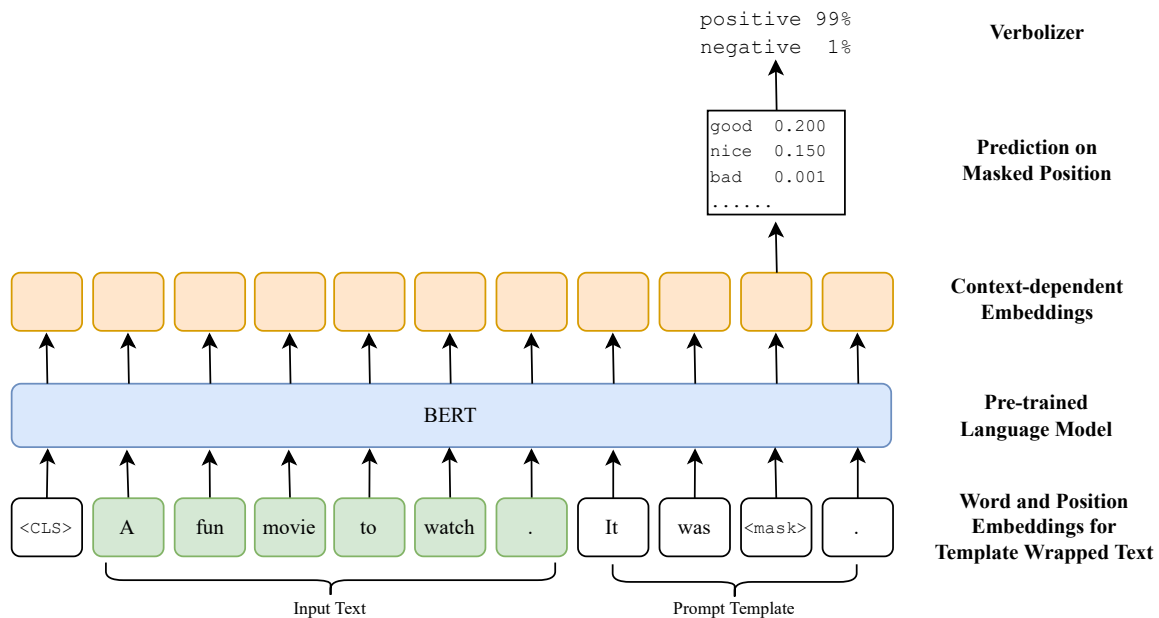 positive 99%
negative 1%
Verbolizer
good 0.200
nice 0.150
bad 0.001
......
Prediction on
Masked Position
Context-dependent
Embeddings
BERT
Pre-trained
Language Model
<CLS> A fun movie to watch . It was <mask> .
Word and Position
Embeddings for
Template Wrapped Text
Input Text
Prompt Template